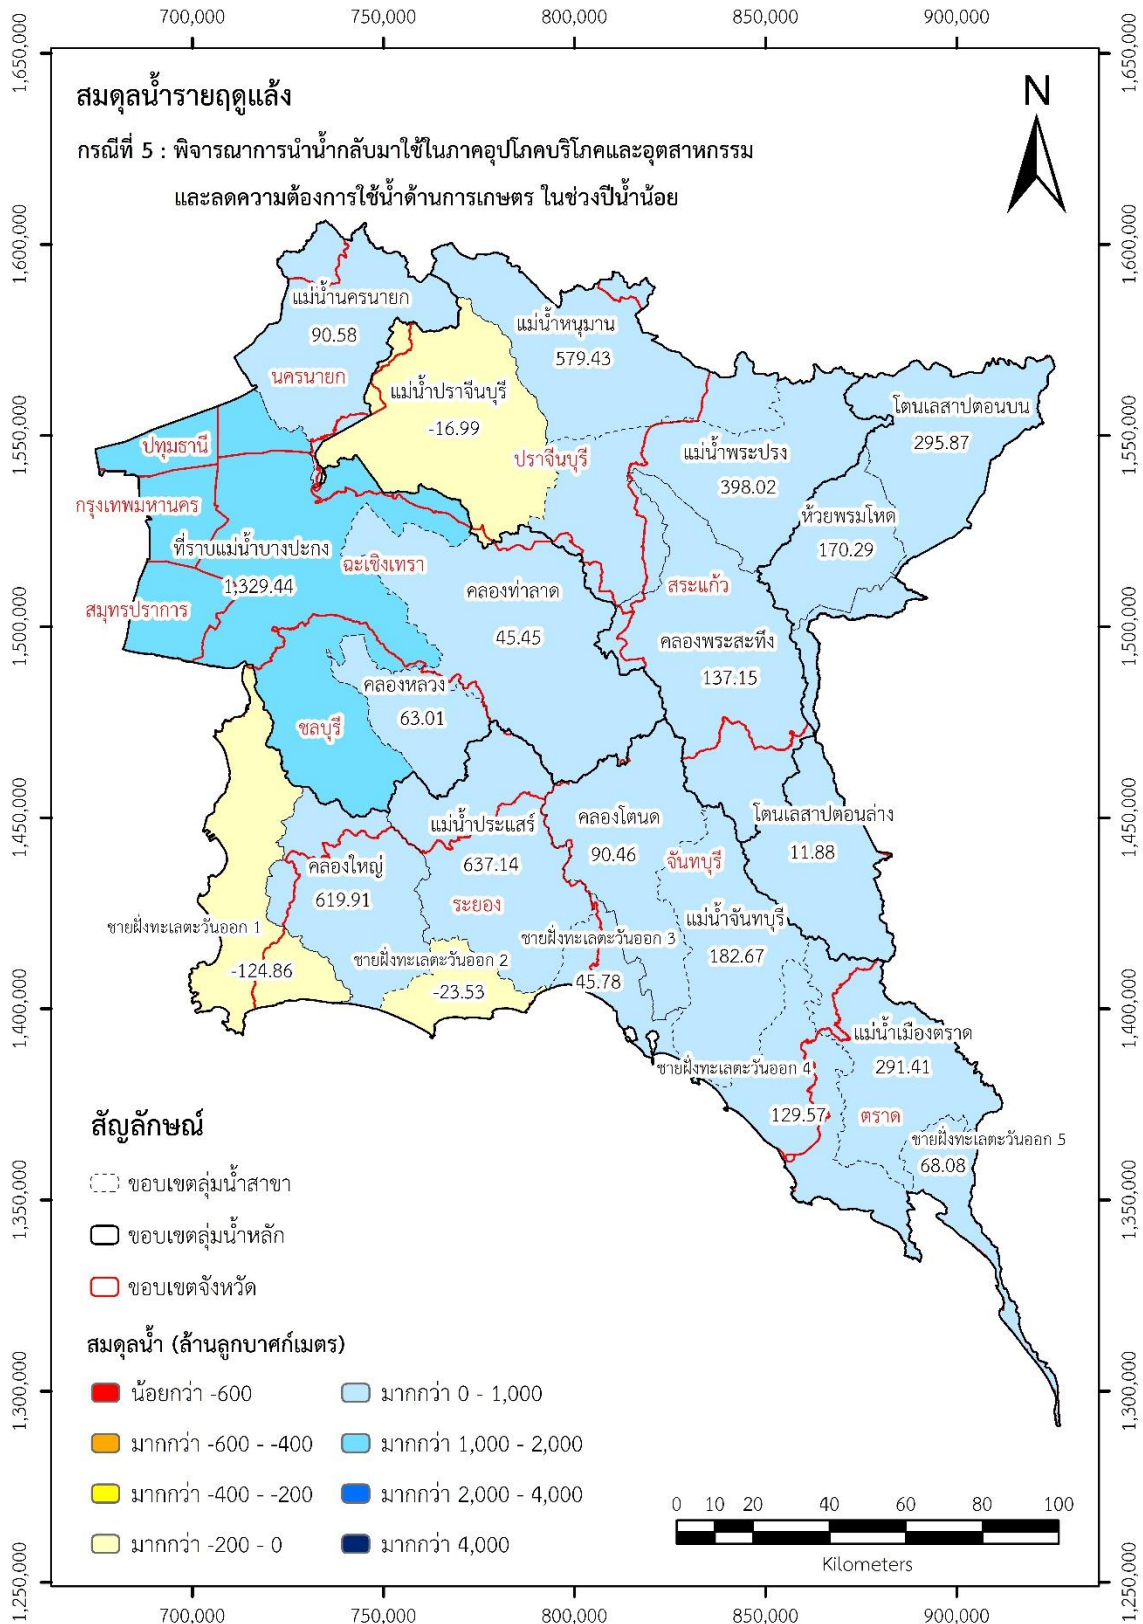 700,000 750,000 800,000 850,000 900,000
1,650,000 1,650,000
สมดุลน้ำรายฤดูแล้ง
N
กรณีที่ 5 : พิจารณาการนำน้ำกลับมาใช้ในภาคอุปโภคบริโภคและอุตสาหกรรม
และลดความต้องการใช้น้ำด้านการเกษตร ในช่วงปีน้ำน้อย
1,600,000 1,600,000
แม่น้ำนครนายก
90.58
แม่น้ำหนุมาน
579.43
นครนายก
แม่น้ำปราจีนบุรี
-16.99
โตนเลสาปตอนบน
295.87
1,550,000 1,550,000
ปทุมธานี
ปราจีนบุรี
แม่น้ำพระปรง
398.02
กรุงเทพมหานคร
ห้วยพรมโหด
170.29
ที่ราบแม่น้ำบางปะกง
1,329.44
ฉะเชิงเทรา
คลองท่าลาด
45.45
สระแก้ว
สมุทรปราการ
1,500,000 1,500,000
คลองพระสะทึง
137.15
คลองหลวง
63.01
ชลบุรี
1,450,000 1,450,000
แม่น้ำประแสร์
637.14
คลองโตนด
90.46
โตนเลสาปตอนล่าง
11.88
คลองใหญ่
619.91
จันทบุรี
ระยอง
แม่น้ำจันทบุรี
182.67
ชายฝั่งทะเลตะวันออก 1
-124.86
ชายฝั่งทะเลตะวันออก 2
-23.53
ชายฝั่งทะเลตะวันออก 3
45.78
1,400,000 1,400,000
แม่น้ำเมืองตราด
291.41
ชายฝั่งทะเลตะวันออก 4
129.57
ตราด
ชายฝั่งทะเลตะวันออก 5
68.08
1,350,000 1,350,000
สัญลักษณ์
ขอบเขตลุ่มน้ำสาขา
ขอบเขตลุ่มน้ำหลัก
ขอบเขตจังหวัด
สมดุลน้ำ (ล้านลูกบาศก์เมตร)
1,300,000 1,300,000
น้อยกว่า -600
มากกว่า -600 - -400
มากกว่า -400 - -200
มากกว่า -200 - 0
มากกว่า 0 - 1,000
มากกว่า 1,000 - 2,000
มากกว่า 2,000 - 4,000
มากกว่า 4,000
0 10 20 40 60 80 100
Kilometers
1,250,000 1,250,000
700,000 750,000 800,000 850,000 900,000